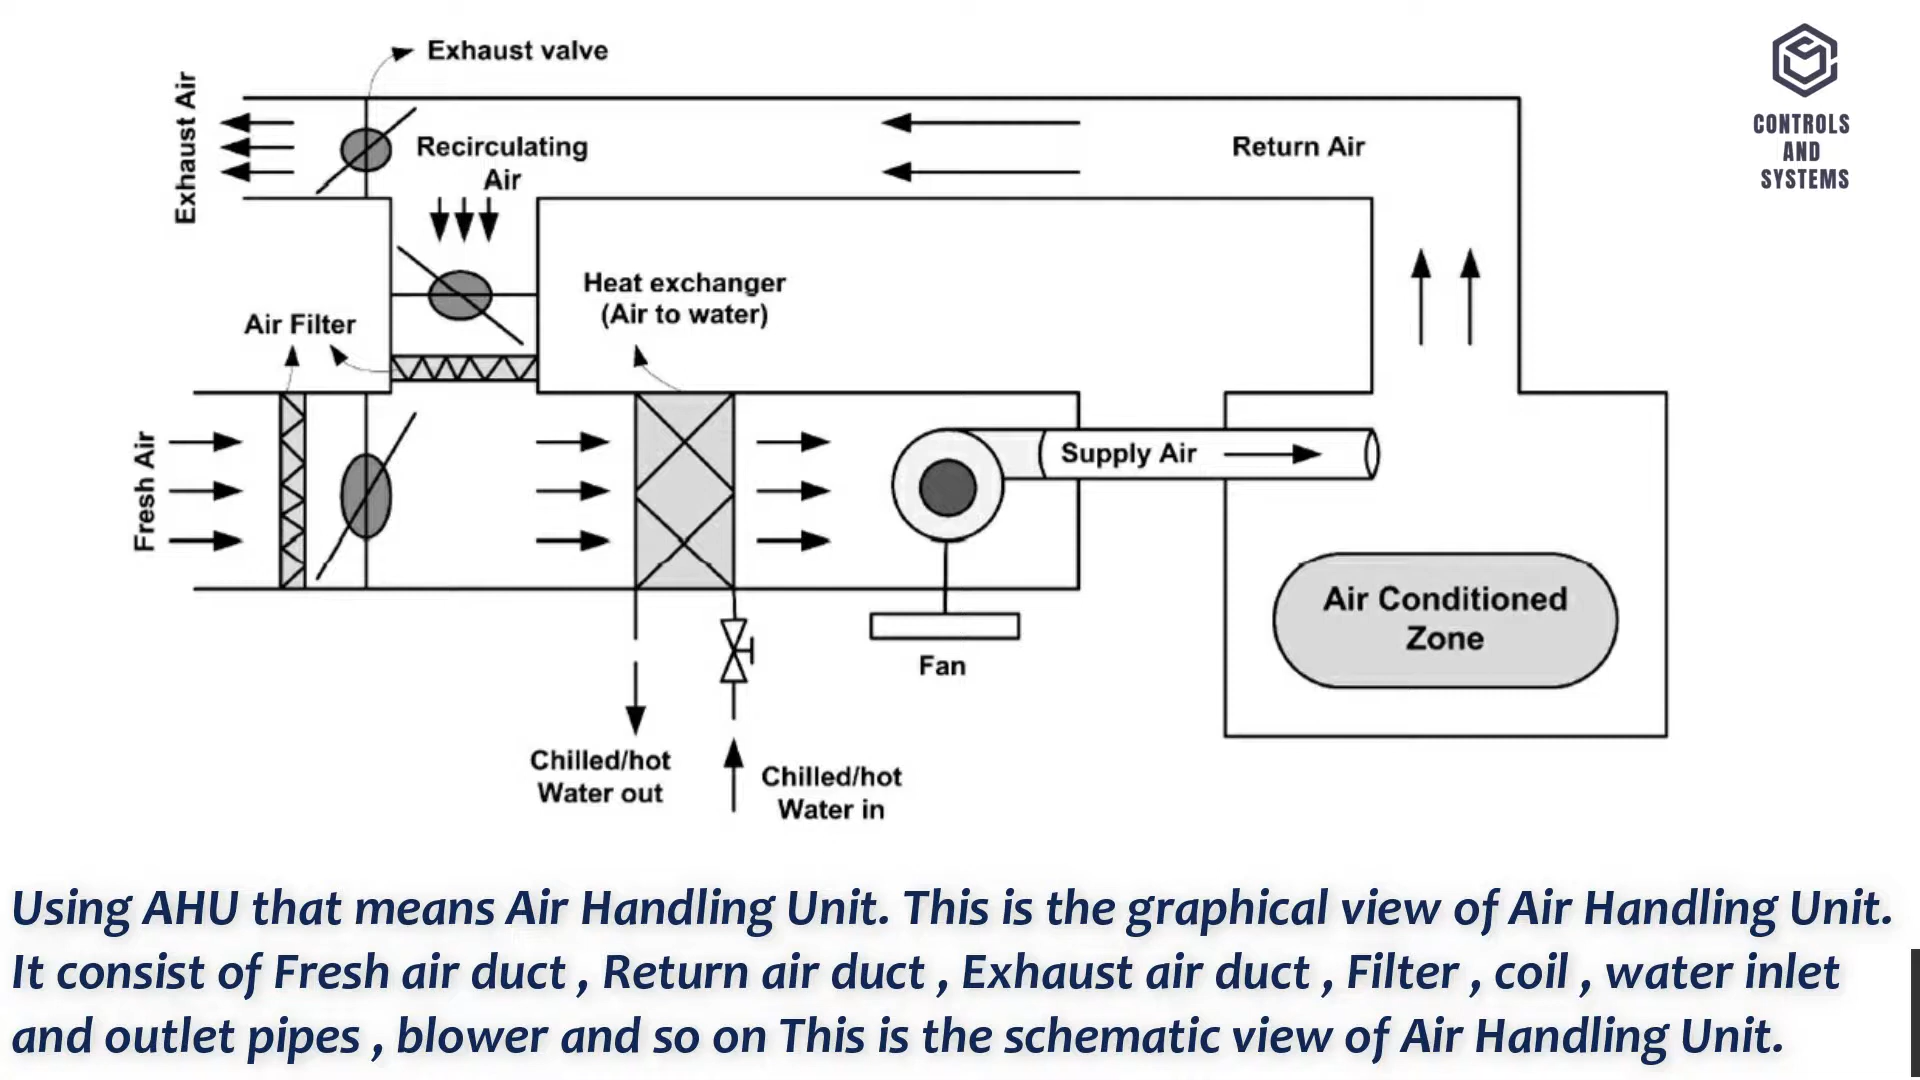 Exhaust valve
Exhaust Air
Recirculating
Air
Return Air
CONTROLS
AND
SYSTEMS
Heat exchanger
(Air to water)
Air Filter
Fresh Air
Supply Air
Air Conditioned
Zone
Fan
Chilled/hot
Water out
Chilled/hot
Water in
Using AHU that means Air Handling Unit. This is the graphical view of Air Handling Unit.
It consist of Fresh air duct , Return air duct , Exhaust air duct , Filter , coil , water inlet
and outlet pipes , blower and so on This is the schematic view of Air Handling Unit.